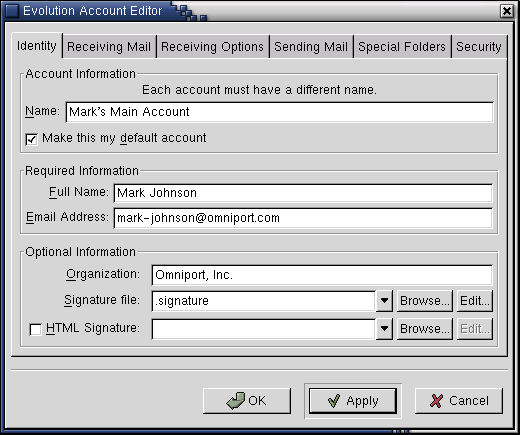 Evolution Account Editor
Identity Receiving Mail Receiving Options Sending Mail Special Folders Security
Account Information
Each account must have a different name.
Name: Mark's Main Account
Make this my default account
Required Information
Full Name: Mark Johnson
Email Address: mark-johnson@omniport.com
Optional Information
Organization: Omniport, Inc.
Signature file: .signature Browse... Edit...
HTML Signature: Browse... Edit...
OK Apply Cancel